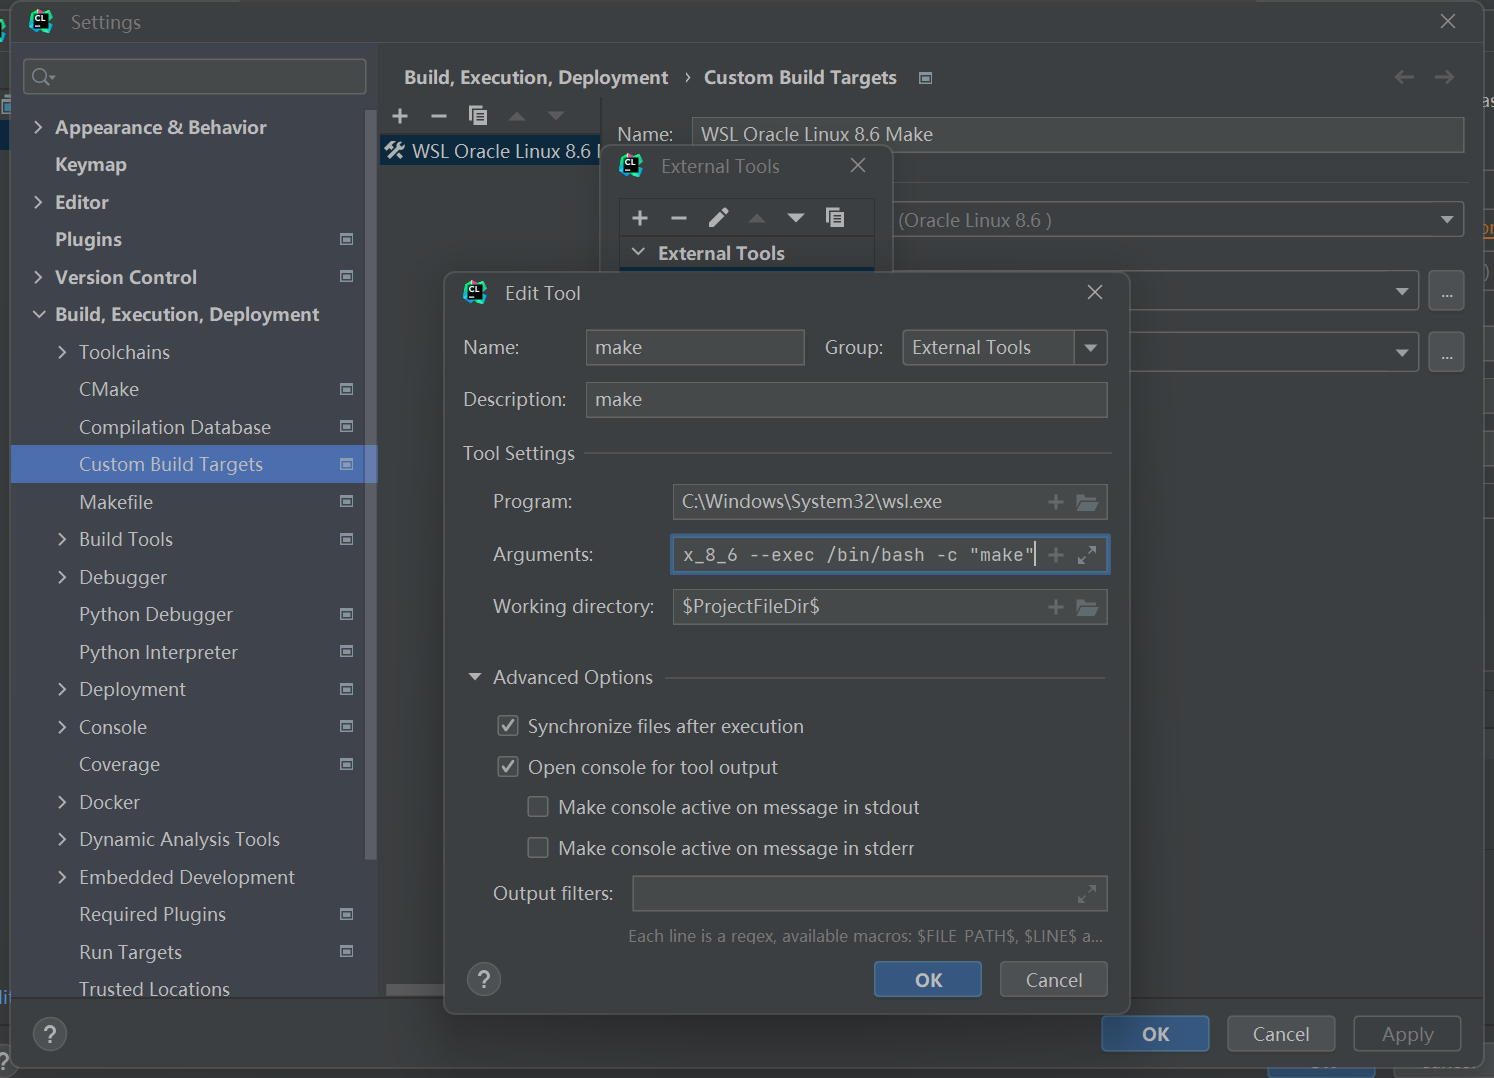 Settings
Build, Execution, Deployment › Custom Build Targets
Appearance & Behavior
Keymap
Editor
Plugins
Version Control
Build, Execution, Deployment
Toolchains
CMake
Compilation Database
Custom Build Targets
Makefile
Build Tools
Debugger
Python Debugger
Python Interpreter
Deployment
Console
Coverage
Docker
Dynamic Analysis Tools
Embedded Development
Required Plugins
Run Targets
Trusted Locations
WSL Oracle Linux 8.6
Name: WSL Oracle Linux 8.6 Make
(Oracle Linux 8.6 )
...
...
External Tools
External Tools
Edit Tool
Name: make Group: External Tools
Description: make
Tool Settings
Program: C:\Windows\System32\wsl.exe
Arguments: x_8_6 --exec /bin/bash -c "make"
Working directory: $ProjectFileDir$
Advanced Options
Synchronize files after execution
Open console for tool output
Make console active on message in stdout
Make console active on message in stderr
Output filters:
Each line is a regex, available macros: $FILE_PATH$, $LINE$ a...
? OK Cancel
? OK Cancel Apply